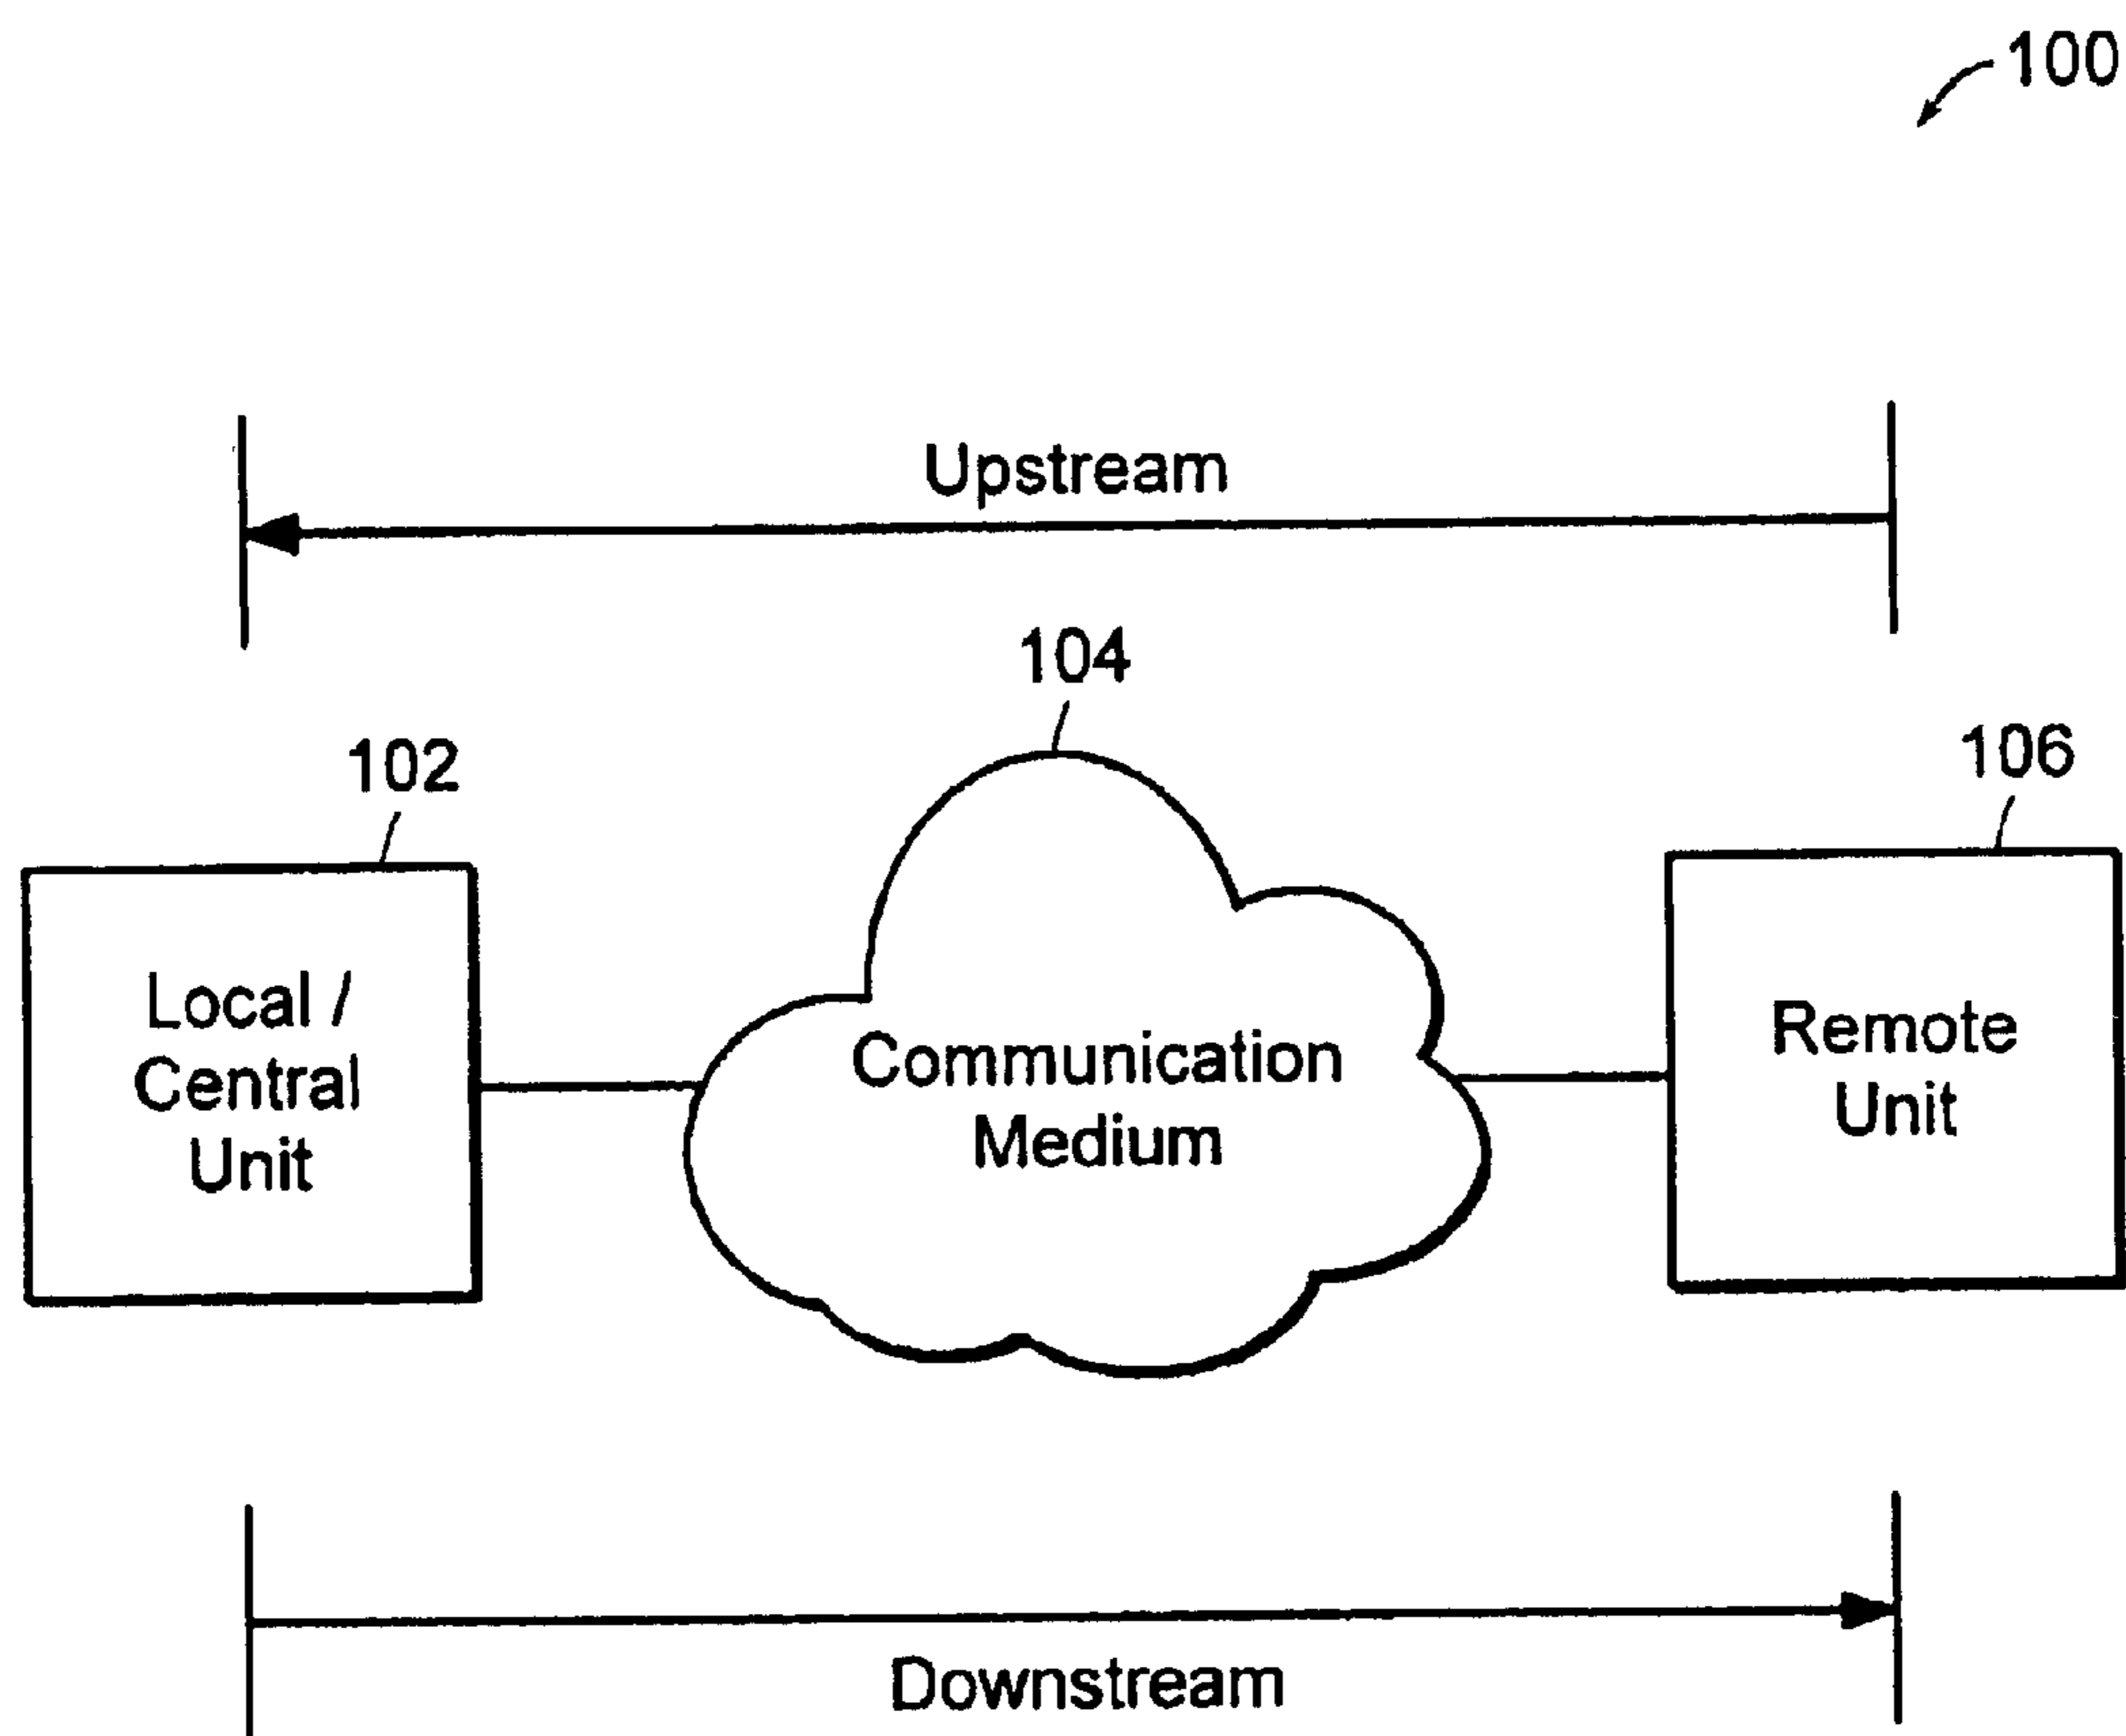 100
Upstream
104
102
106
Local /
Central
Unit
Communication
Medium
Remote
Unit
Downstream